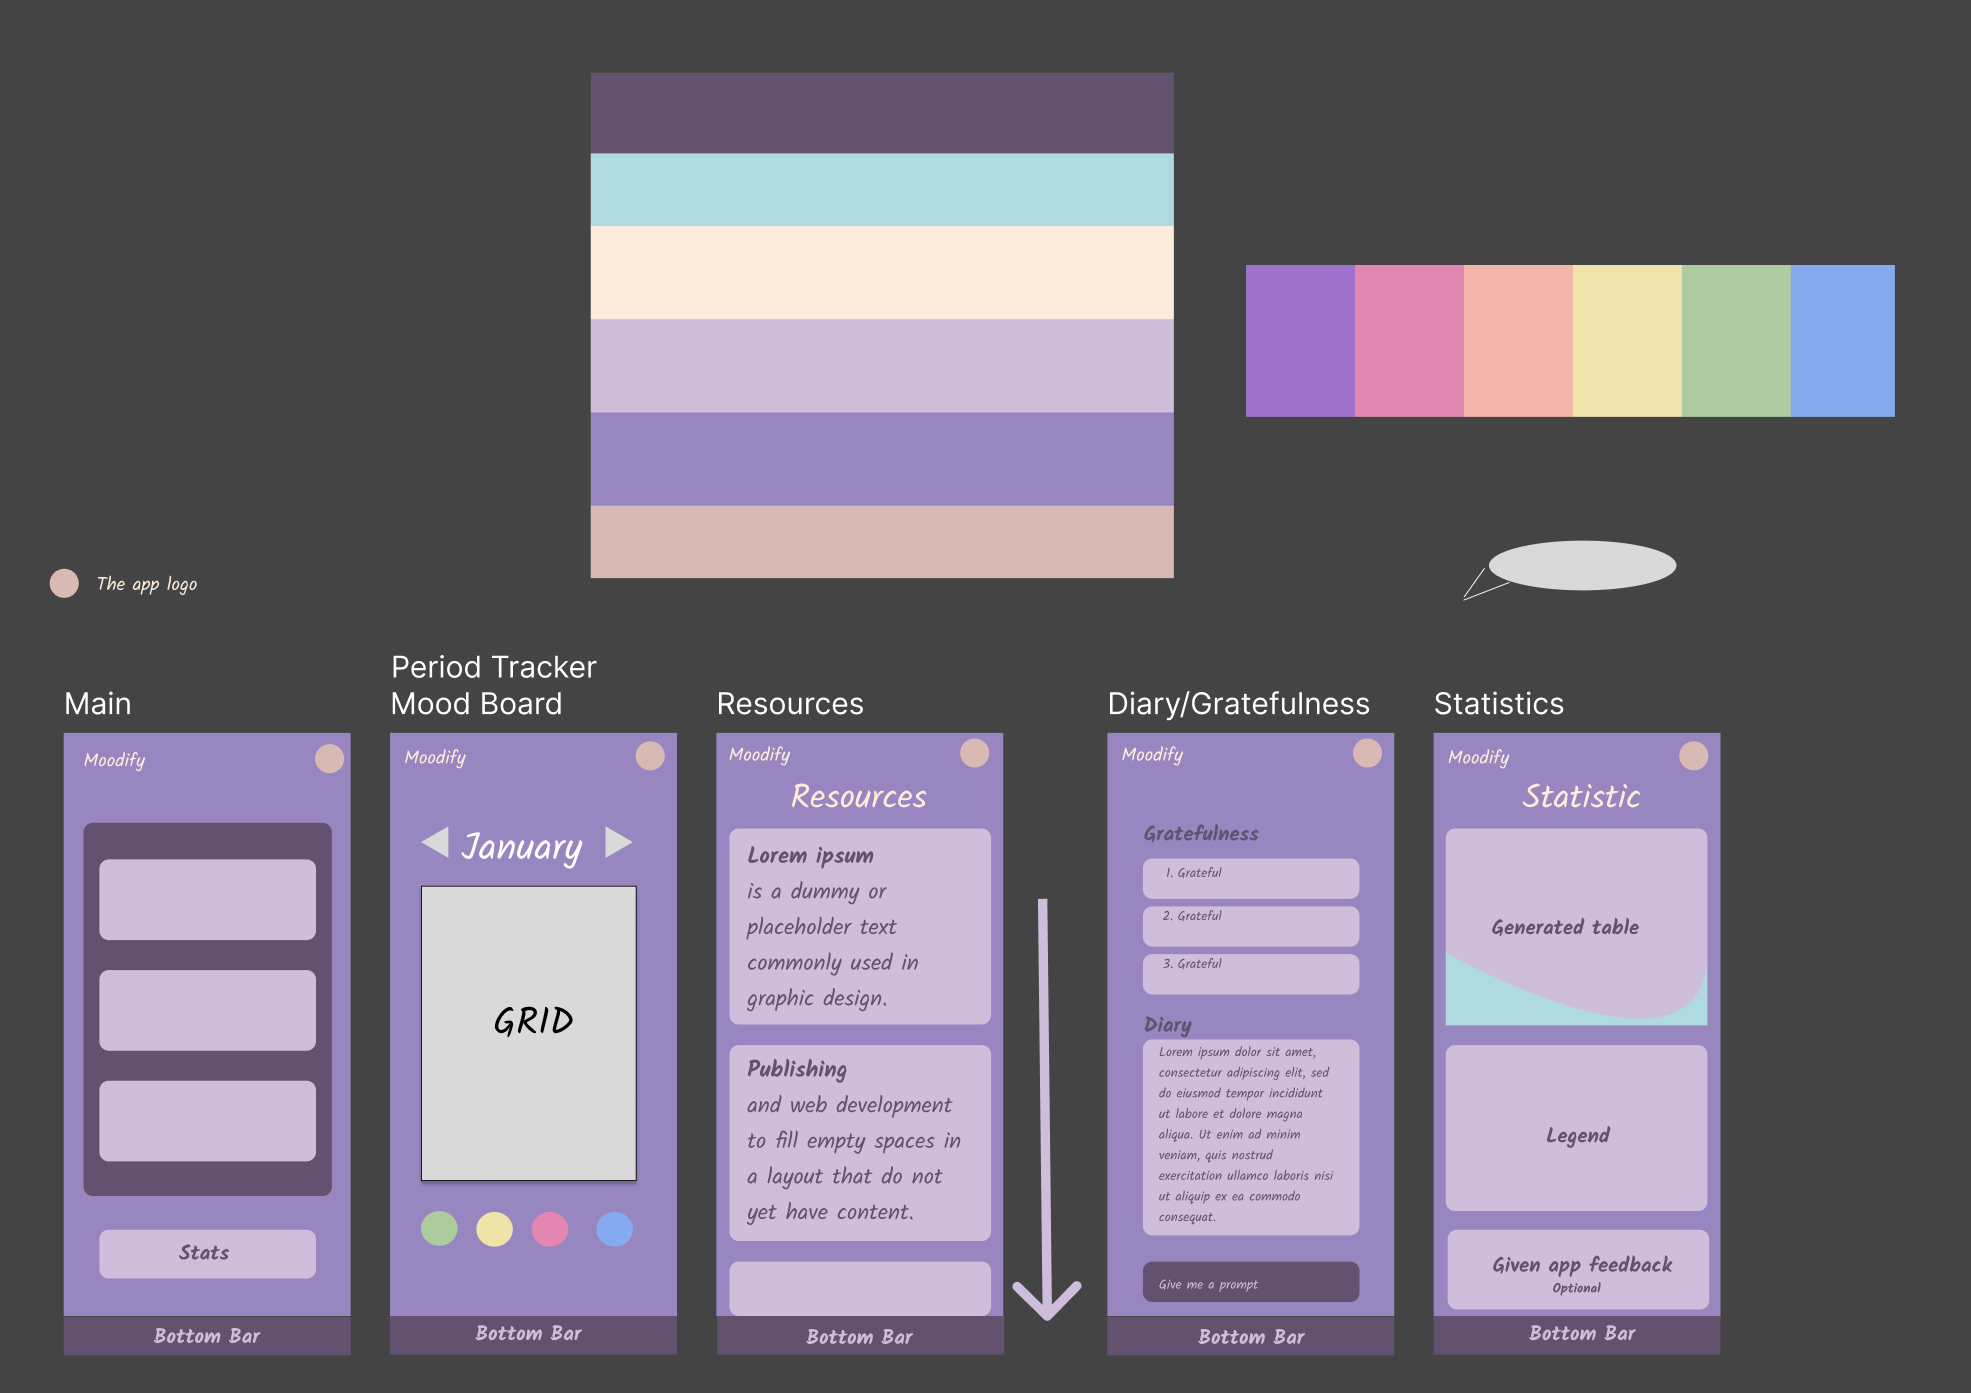 The app logo
Main
Moodify
Stats
Bottom Bar
Period Tracker
Mood Board
Moodify
January
GRID
Bottom Bar
Resources
Moodify
Resources
Lorem ipsum
is a dummy or
placeholder text
commonly used in
graphic design.
Publishing
and web development
to fill empty spaces in
a layout that do not
yet have content.
Bottom Bar
Diary/Gratefulness
Moodify
Gratefulness
1. Grateful
2. Grateful
3. Grateful
Diary
Lorem ipsum dolor sit amet,
consectetur adipiscing elit, sed
do eiusmod tempor incididunt
ut labore et dolore magna
aliqua. Ut enim ad minim
veniam, quis nostrud
exercitation ullamco laboris nisi
ut aliquip ex ea commodo
consequat.
Give me a prompt
Bottom Bar
Statistics
Moodify
Statistic
Generated table
Legend
Given app feedback
Optional
Bottom Bar